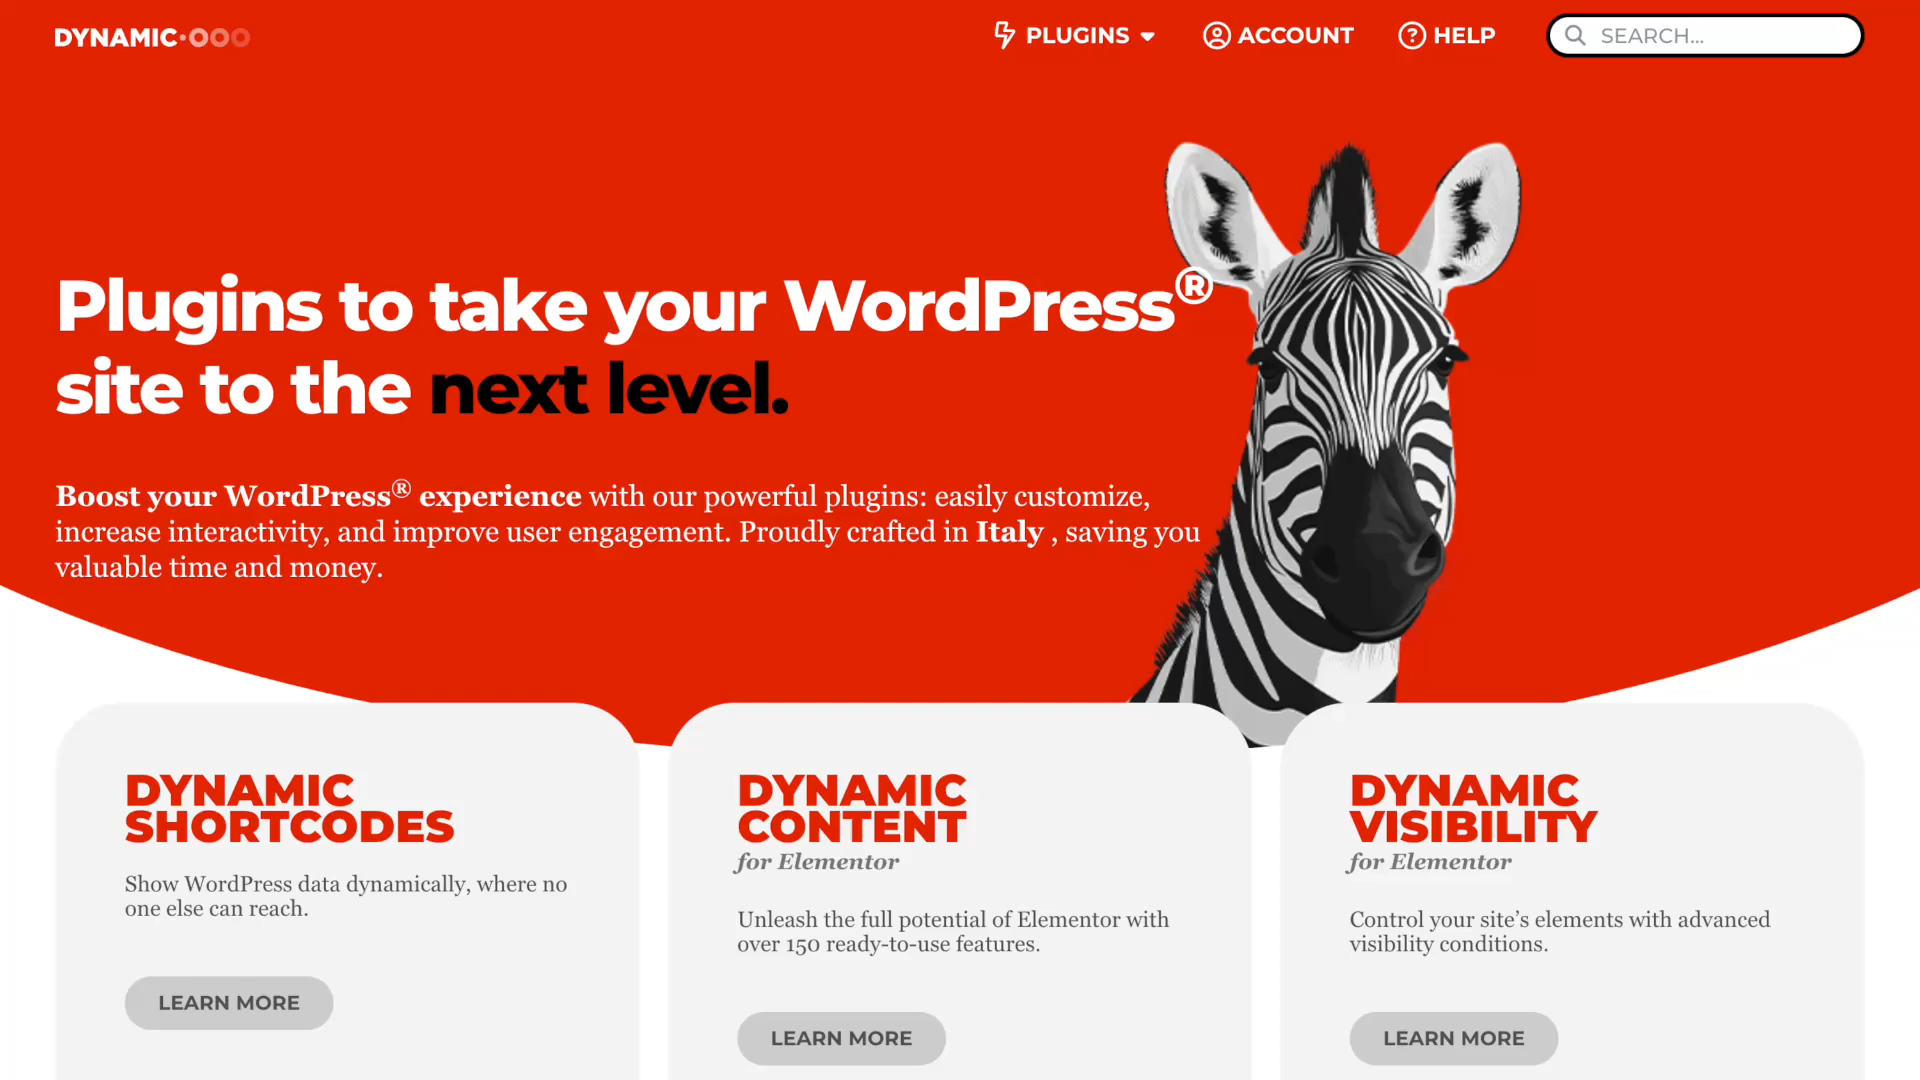 DYNAMIC·OOO
PLUGINS
ACCOUNT
HELP
SEARCH...
Plugins to take your WordPress®
site to the next level.
Boost your WordPress® experience with our powerful plugins: easily customize,
increase interactivity, and improve user engagement. Proudly crafted in Italy , saving you
valuable time and money.
DYNAMIC
SHORTCODES
Show WordPress data dynamically, where no
one else can reach.
LEARN MORE
DYNAMIC
CONTENT
for Elementor
Unleash the full potential of Elementor with
over 150 ready-to-use features.
LEARN MORE
DYNAMIC
VISIBILITY
for Elementor
Control your site’s elements with advanced
visibility conditions.
LEARN MORE